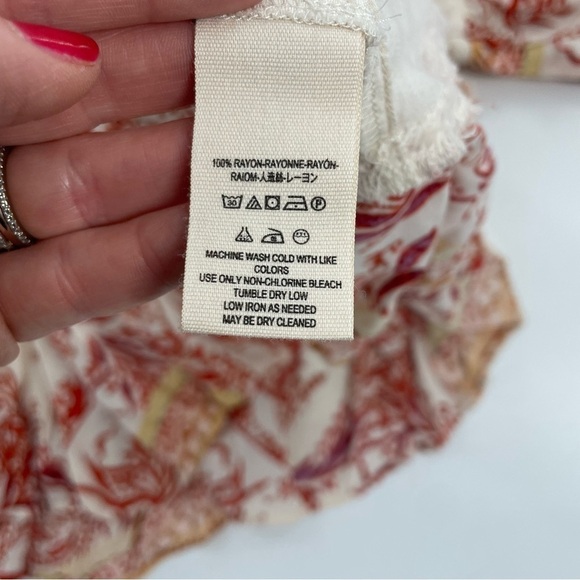 100% RAYON-RAYONNE-RAYÓN-
RAIOM-人造絲-レーヨン
30 P
MACHINE WASH COLD WITH LIKE
COLORS
USE ONLY NON-CHLORINE BLEACH
TUMBLE DRY LOW
LOW IRON AS NEEDED
MAY BE DRY CLEANED